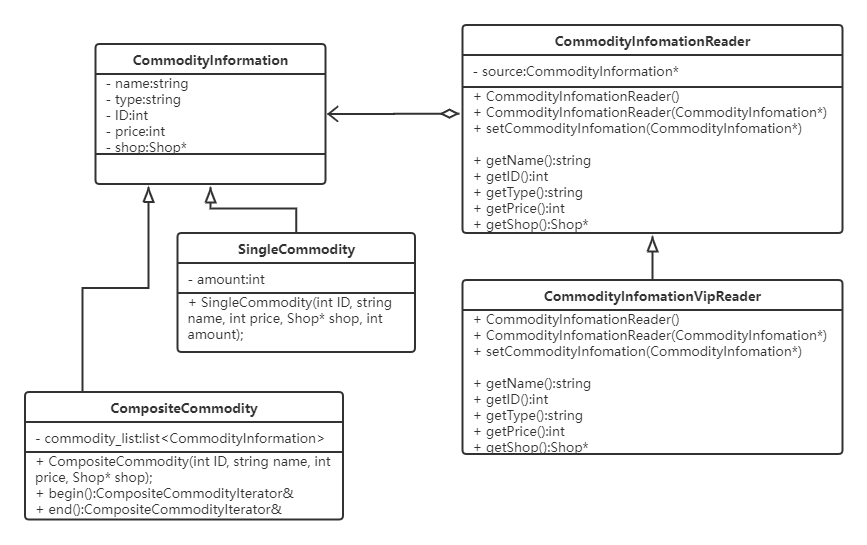 CommodityInformation
- name:string
- type:string
- ID:int
- price:int
- shop:Shop*
CommodityInfomationReader
- source:CommodityInformation*
+ CommodityInfomationReader()
+ CommodityInfomationReader(CommodityInfomation*)
+ setCommodityInfomation(CommodityInfomation*)
+ getName():string
+ getID():int
+ getType():string
+ getPrice():int
+ getShop():Shop*
SingleCommodity
- amount:int
+ SingleCommodity(int ID, string
name, int price, Shop* shop, int
amount);
CommodityInfomationVipReader
+ CommodityInfomationReader()
+ CommodityInfomationReader(CommodityInfomation*)
+ setCommodityInfomation(CommodityInfomation*)
+ getName():string
+ getID():int
+ getType():string
+ getPrice():int
+ getShop():Shop*
CompositeCommodity
- commodity_list:list<CommodityInformation>
+ CompositeCommodity(int ID, string name, int
price, Shop* shop);
+ begin():CompositeCommodityIterator&
+ end():CompositeCommodityIterator&